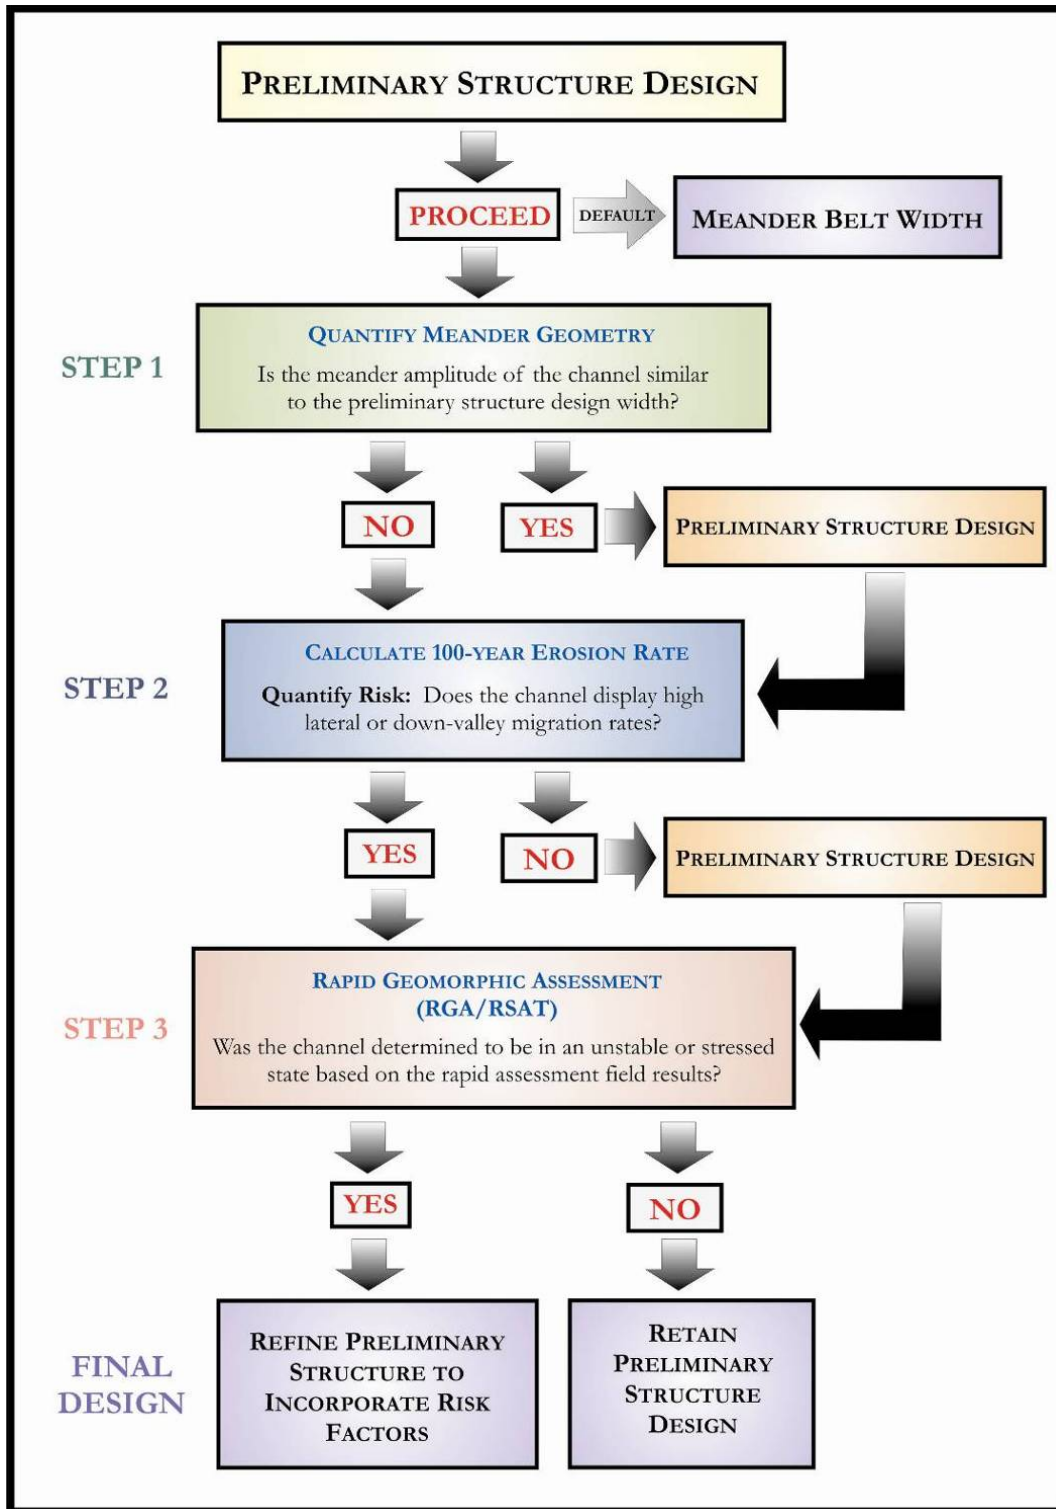 PRELIMINARY STRUCTURE DESIGN
PROCEED
DEFAULT
MEANDER BELT WIDTH
STEP 1
QUANTIFY MEANDER GEOMETRY
Is the meander amplitude of the channel similar
to the preliminary structure design width?
NO
YES
PRELIMINARY STRUCTURE DESIGN
STEP 2
CALCULATE 100-YEAR EROSION RATE
Quantify Risk: Does the channel display high
lateral or down-valley migration rates?
YES
NO
PRELIMINARY STRUCTURE DESIGN
STEP 3
RAPID GEOMORPHIC ASSESSMENT
(RGA/RSAT)
Was the channel determined to be in an unstable or stressed
state based on the rapid assessment field results?
YES
NO
FINAL
DESIGN
REFINE PRELIMINARY
STRUCTURE TO
INCORPORATE RISK
FACTORS
RETAIN
PRELIMINARY
STRUCTURE
DESIGN